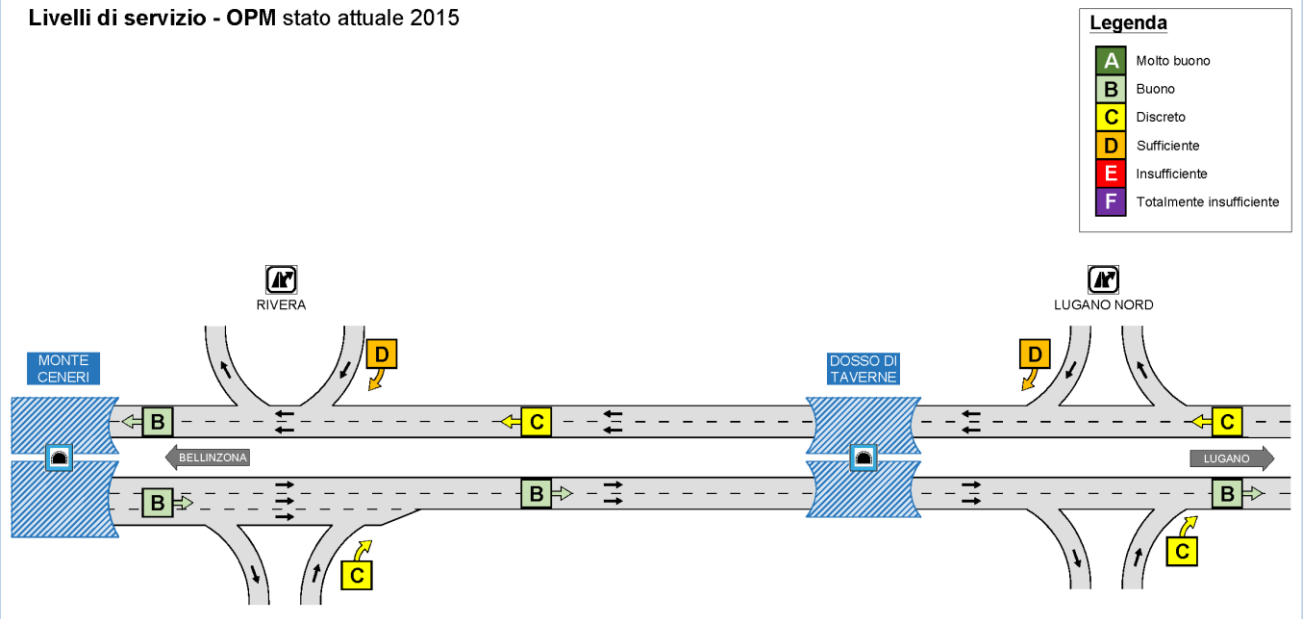 Livelli di servizio - OPM stato attuale 2015
Legenda
A Molto buono
B Buono
C Discreto
D Sufficiente
E Insufficiente
F Totalmente insufficiente
RIVERA
LUGANO NORD
MONTE
CENERI
D
DOSSO DI
TAVERNE
D
B
C
C
BELLINZONA
LUGANO
B
B
B
C
C